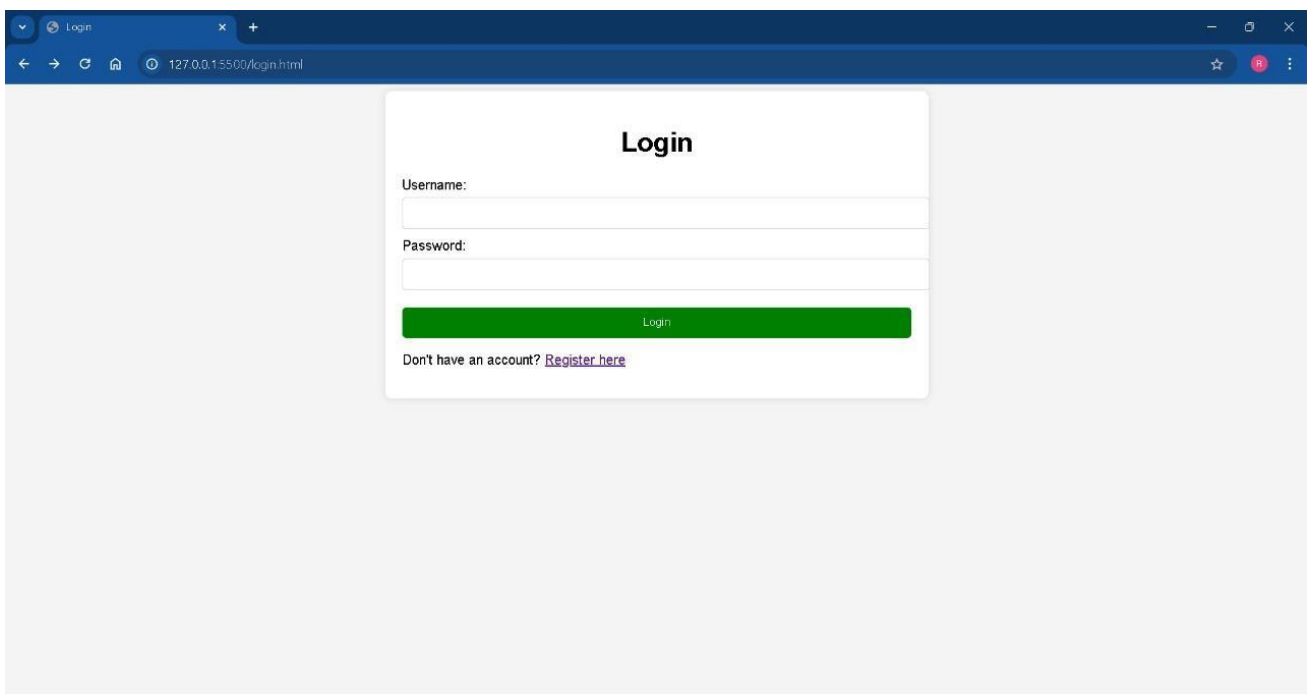 Login
127.0.0.1:5500/login.html
R
Login
Username:
Password:
Login
Don't have an account? Register here